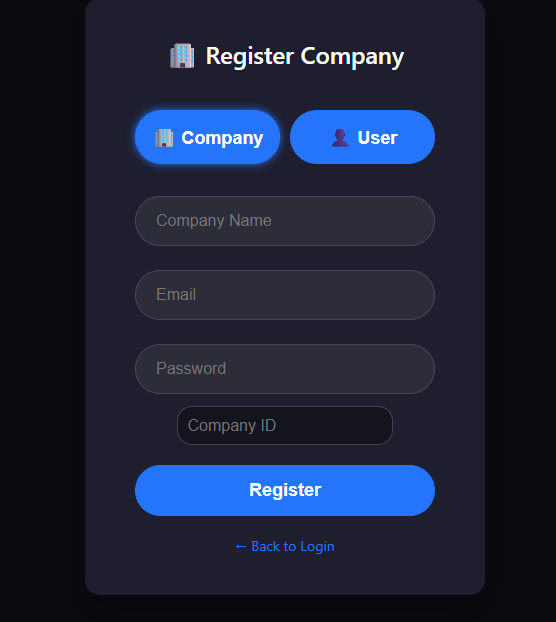 🏢 Register Company
🏢 Company 👤 User
Company Name
Email
Password
Company ID
Register
← Back to Login